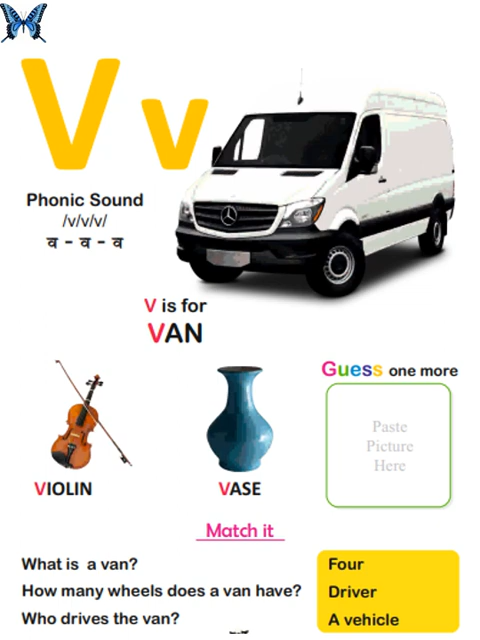 V v
Phonic Sound
/v/v/v/
व - व - व
V is for
VAN
VIOLIN
VASE
Guess one more
Paste
Picture
Here
Match it
What is a van?
How many wheels does a van have?
Who drives the van?
Four
Driver
A vehicle